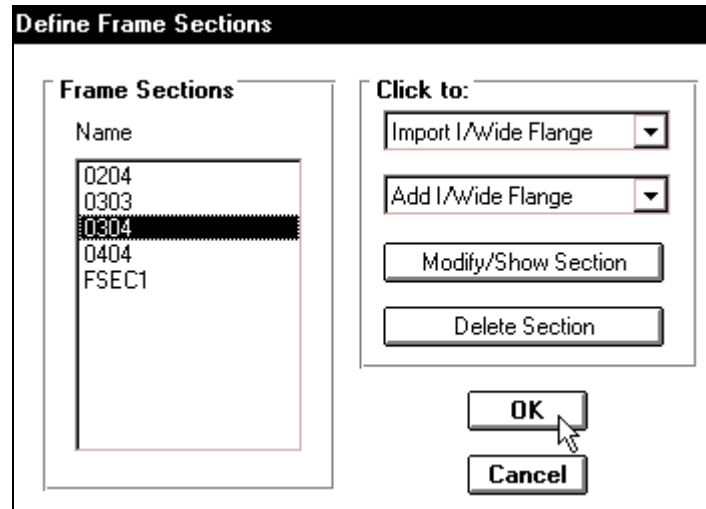 Define Frame Sections
Frame Sections
Name
0204
0303
0304
0404
FSEC1
Click to:
Import I/Wide Flange
Add I/Wide Flange
Modify/Show Section
Delete Section
OK
Cancel